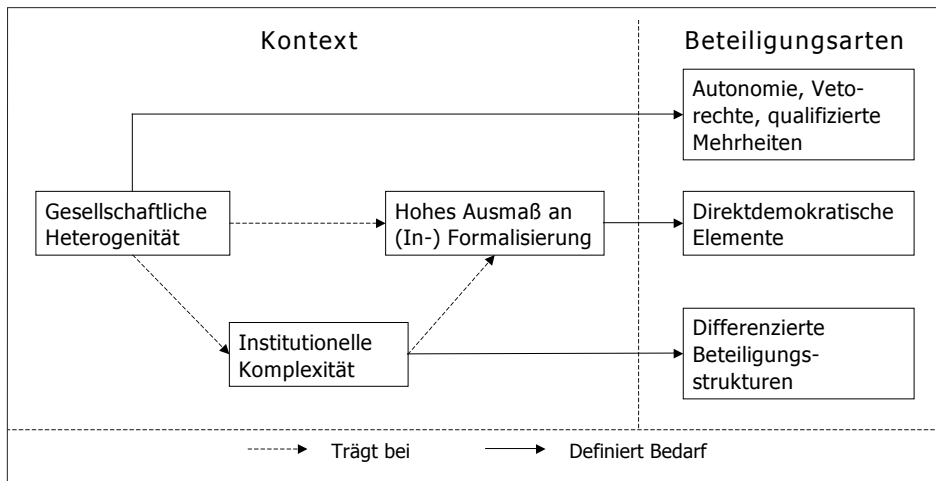 Kontext
Beteiligungsarten
Autonomie, Veto-
rechte, qualifizierte
Mehrheiten
Gesellschaftliche
Heterogenität
Hohes Ausmaß an
(In-) Formalisierung
Direktdemokratische
Elemente
Institutionelle
Komplexität
Differenzierte
Beteiligungs-
strukturen
Trägt bei
Definiert Bedarf